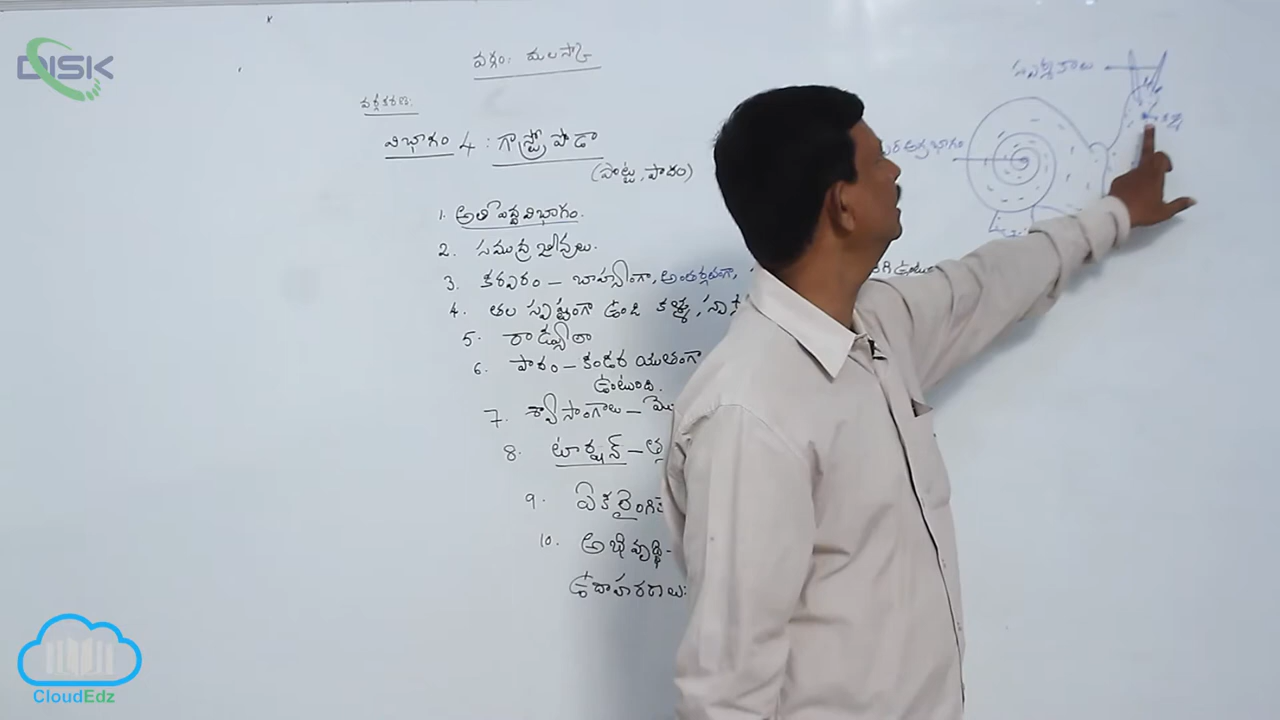 DISK
వర్గం: మలస్కా
వర్గీకరణ:
విభాగం 4 : గాస్ట్రోపోడా
(పొట్ట, పాదం)
1. అతి పెద్ద విభాగం.
2. సముద్ర జీవులు.
3. కర్పరం – బాహ్యంగా, అంతర్గతంగా,
ఉంటుంది
4. తల స్పష్టంగా ఉండి కళ్ళు,
5. రాడ్యులా
6. పాదం – కండర యుతంగా
ఉంటుంది.
7. శ్వాసాంగాలు –
8. టార్షన్ –
9.
10. అభివృద్ధి -
ఉదాహరణలు:
స్పర్శకాలు
CloudEdz